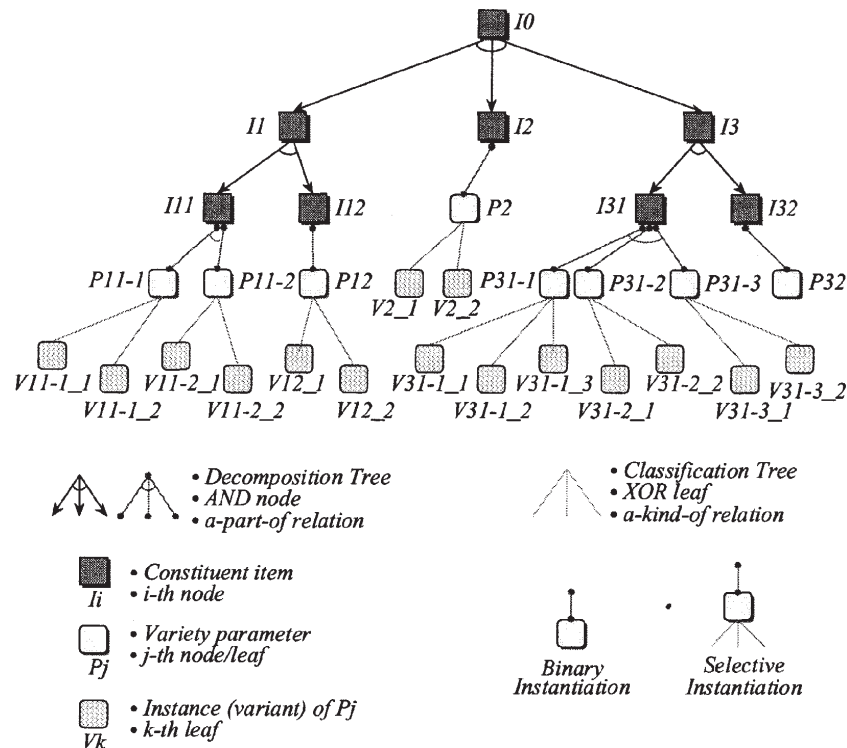 I0
I1
I2
I3
I11
I12
P2
I31
I32
P11-1
P11-2
P12
V2_1
V2_2
P31-1
P31-2
P31-3
P32
V11-1_1
V11-1_2
V11-2_1
V11-2_2
V12_1
V12_2
V31-1_1
V31-1_2
V31-1_3
V31-2_1
V31-2_2
V31-3_1
V31-3_2
• Decomposition Tree
• AND node
• a-part-of relation
• Classification Tree
• XOR leaf
• a-kind-of relation
Ii
• Constituent item
• i-th node
Pj
• Variety parameter
• j-th node/leaf
Vk
• Instance (variant) of Pj
• k-th leaf
Binary
Instantiation
Selective
Instantiation